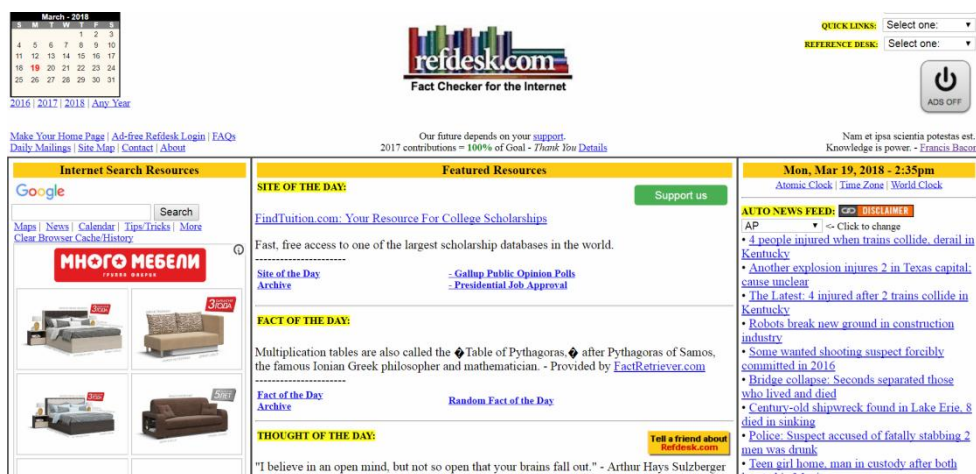 March - 2018
S M T W T F S
1 2 3
4 5 6 7 8 9 10
11 12 13 14 15 16 17
18 19 20 21 22 23 24
25 26 27 28 29 30 31
2016 | 2017 | 2018 | Any Year
refdesk.com
Fact Checker for the Internet
QUICK LINKS: Select one:
REFERENCE DESK: Select one:
ADS OFF
Make Your Home Page | Ad-free Refdesk Login | FAQs
Daily Mailings | Site Map | Contact | About
Our future depends on your support.
2017 contributions = 100% of Goal - Thank You Details
Nam et ipsa scientia potestas est.
Knowledge is power. - Francis Bacon
Internet Search Resources
Google
Search
Maps | News | Calendar | Tips/Tricks | More
Clear Browser Cache/History
МНОГО МЕБЕЛИ
Featured Resources
SITE OF THE DAY:
Support us
FindTuition.com: Your Resource For College Scholarships
Fast, free access to one of the largest scholarship databases in the world.
----------------------
Site of the Day Archive
- Gallup Public Opinion Polls
- Presidential Job Approval
FACT OF THE DAY:
Multiplication tables are also called the �Table of Pythagoras,� after Pythagoras of Samos,
the famous Ionian Greek philosopher and mathematician. - Provided by FactRetriever.com
----------------------
Fact of the Day Archive
Random Fact of the Day
THOUGHT OF THE DAY:
Tell a friend about
Refdesk.com
"I believe in an open mind, but not so open that your brains fall out." - Arthur Hays Sulzberger
Mon, Mar 19, 2018 - 2:35pm
Atomic Clock | Time Zone | World Clock
AUTO NEWS FEED: DISCLAIMER
AP <- Click to change
• 4 people injured when trains collide, derail in
Kentucky
• Another explosion injures 2 in Texas capital;
cause unclear
• The Latest: 4 injured after 2 trains collide in
Kentucky
• Robots break new ground in construction
industry
• Some wanted shooting suspect forcibly
committed in 2016
• Bridge collapse: Seconds separated those
who lived and died
• Century-old shipwreck found in Lake Erie, 8
died in sinking
• Police: Suspect accused of fatally stabbing 2
men was drunk
• Teen girl home, man in custody after both